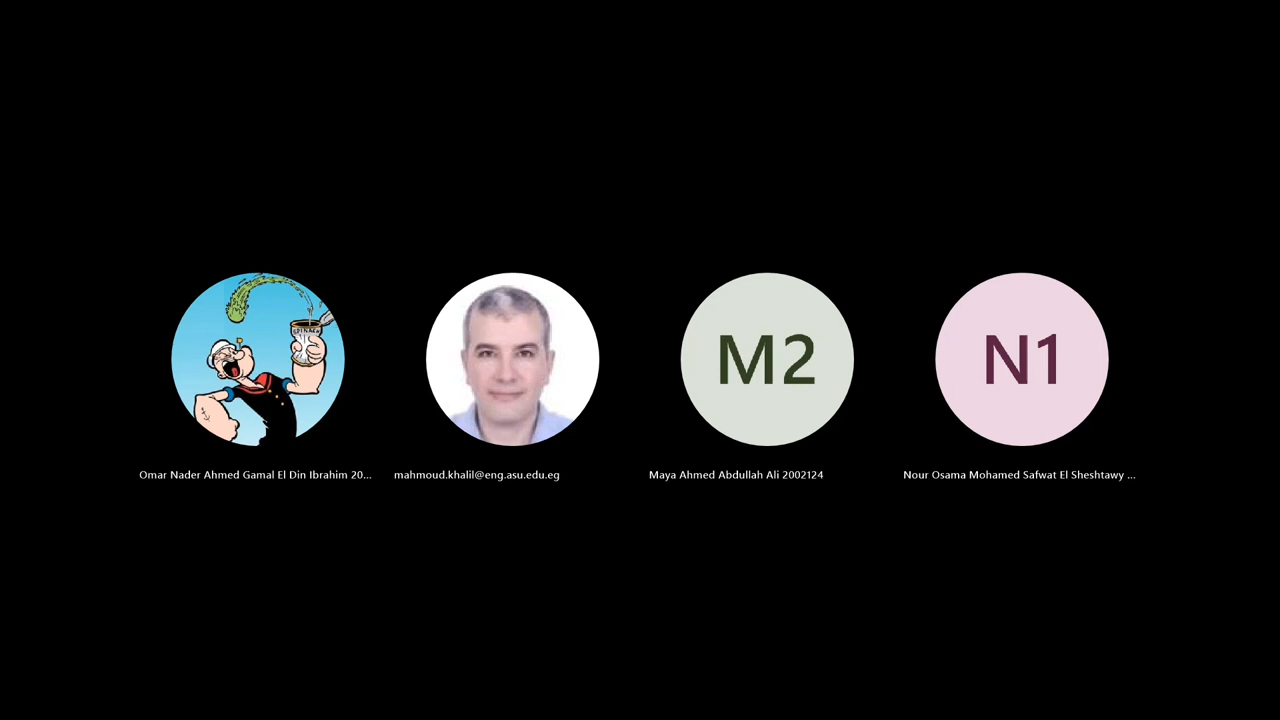 SPINACH
M2
N1
Omar Nader Ahmed Gamal El Din Ibrahim 20...
mahmoud.khalil@eng.asu.edu.eg
Maya Ahmed Abdullah Ali 2002124
Nour Osama Mohamed Safwat El Sheshtawy ...